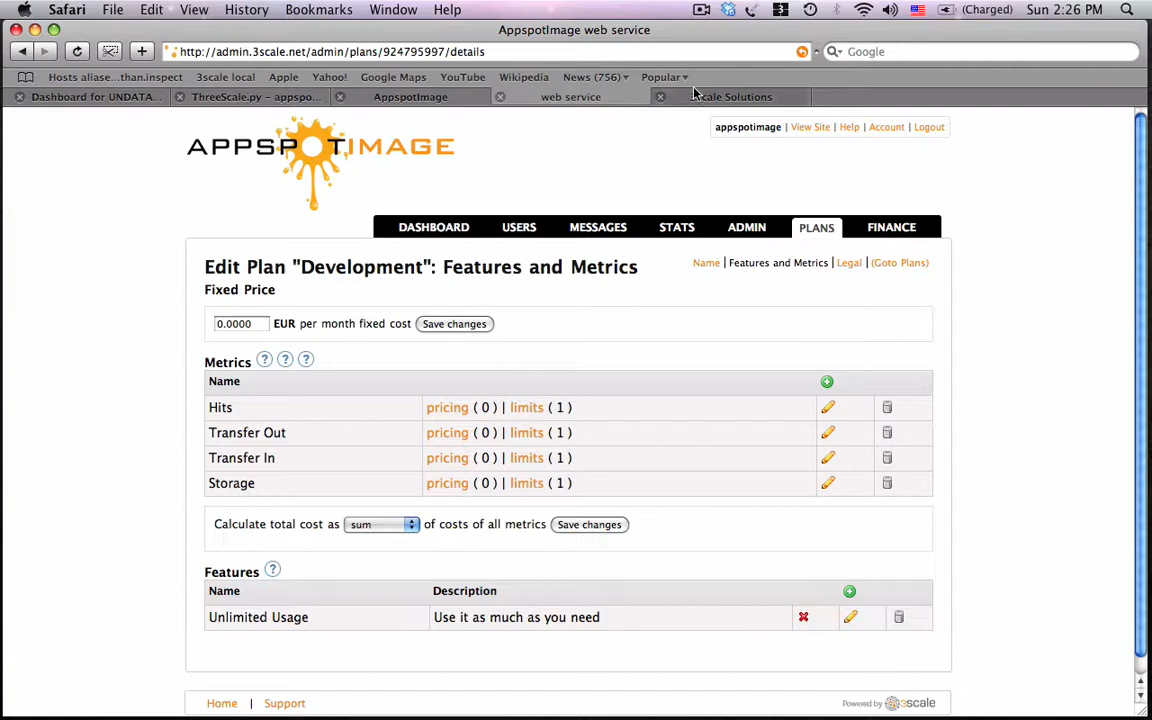 Safari File Edit View History Bookmarks Window Help (Charged) Sun 2:26 PM
AppspotImage web service
http://admin.3scale.net/admin/plans/924795997/details Google
Hosts aliase...than.inspect 3scale local Apple Yahoo! Google Maps YouTube Wikipedia News (756) Popular
Dashboard for UNDATA... ThreeScale.py – appspo... AppspotImage web service scale Solutions
appspotimage | View Site | Help | Account | Logout
APPSPOTIMAGE
DASHBOARD USERS MESSAGES STATS ADMIN PLANS FINANCE
Edit Plan "Development": Features and Metrics Name | Features and Metrics | Legal | (Goto Plans)
Fixed Price
0.0000 EUR per month fixed cost Save changes
Metrics ? ? ?
Name
Hits pricing ( 0 ) | limits ( 1 )
Transfer Out pricing ( 0 ) | limits ( 1 )
Transfer In pricing ( 0 ) | limits ( 1 )
Storage pricing ( 0 ) | limits ( 1 )
Calculate total cost as sum of costs of all metrics Save changes
Features ?
Name Description
Unlimited Usage Use it as much as you need
Home | Support Powered by 3scale